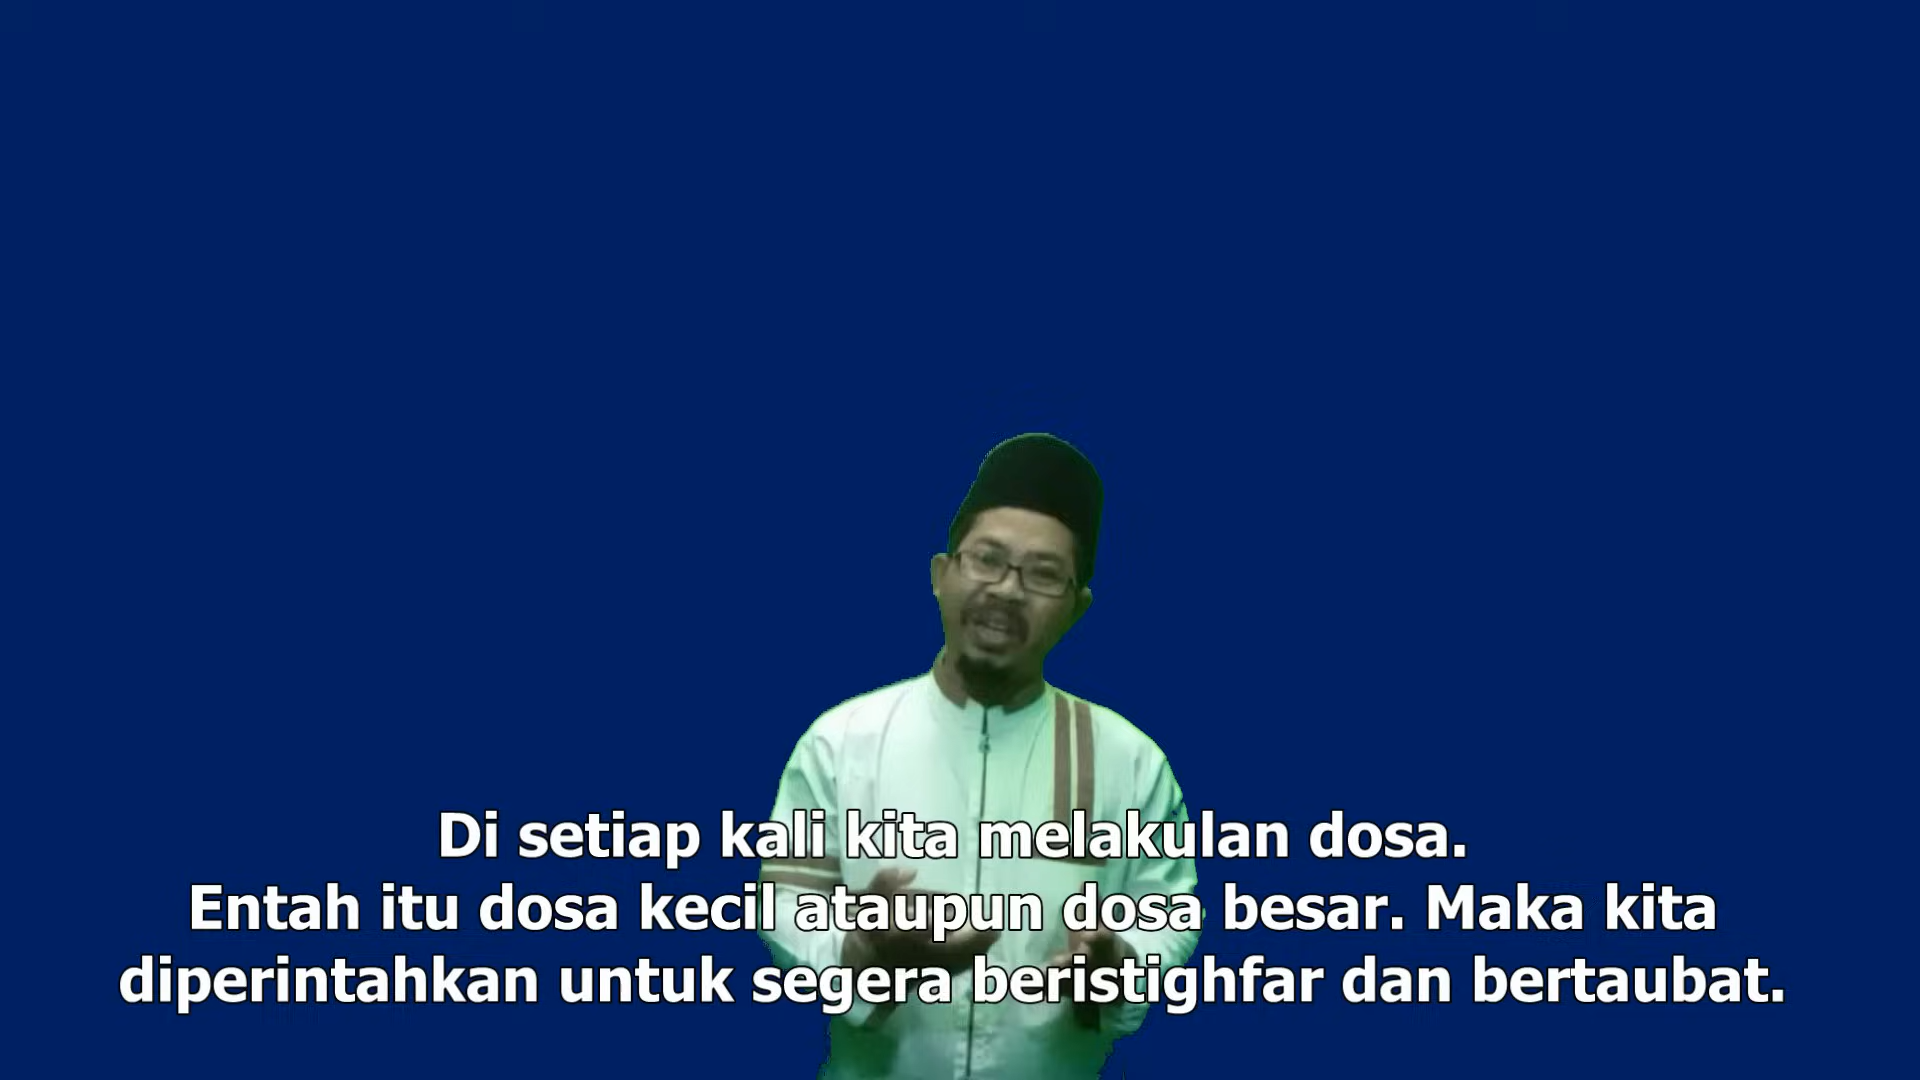 Di setiap kali kita melakulan dosa.
Entah itu dosa kecil ataupun dosa besar. Maka kita
diperintahkan untuk segera beristighfar dan bertaubat.